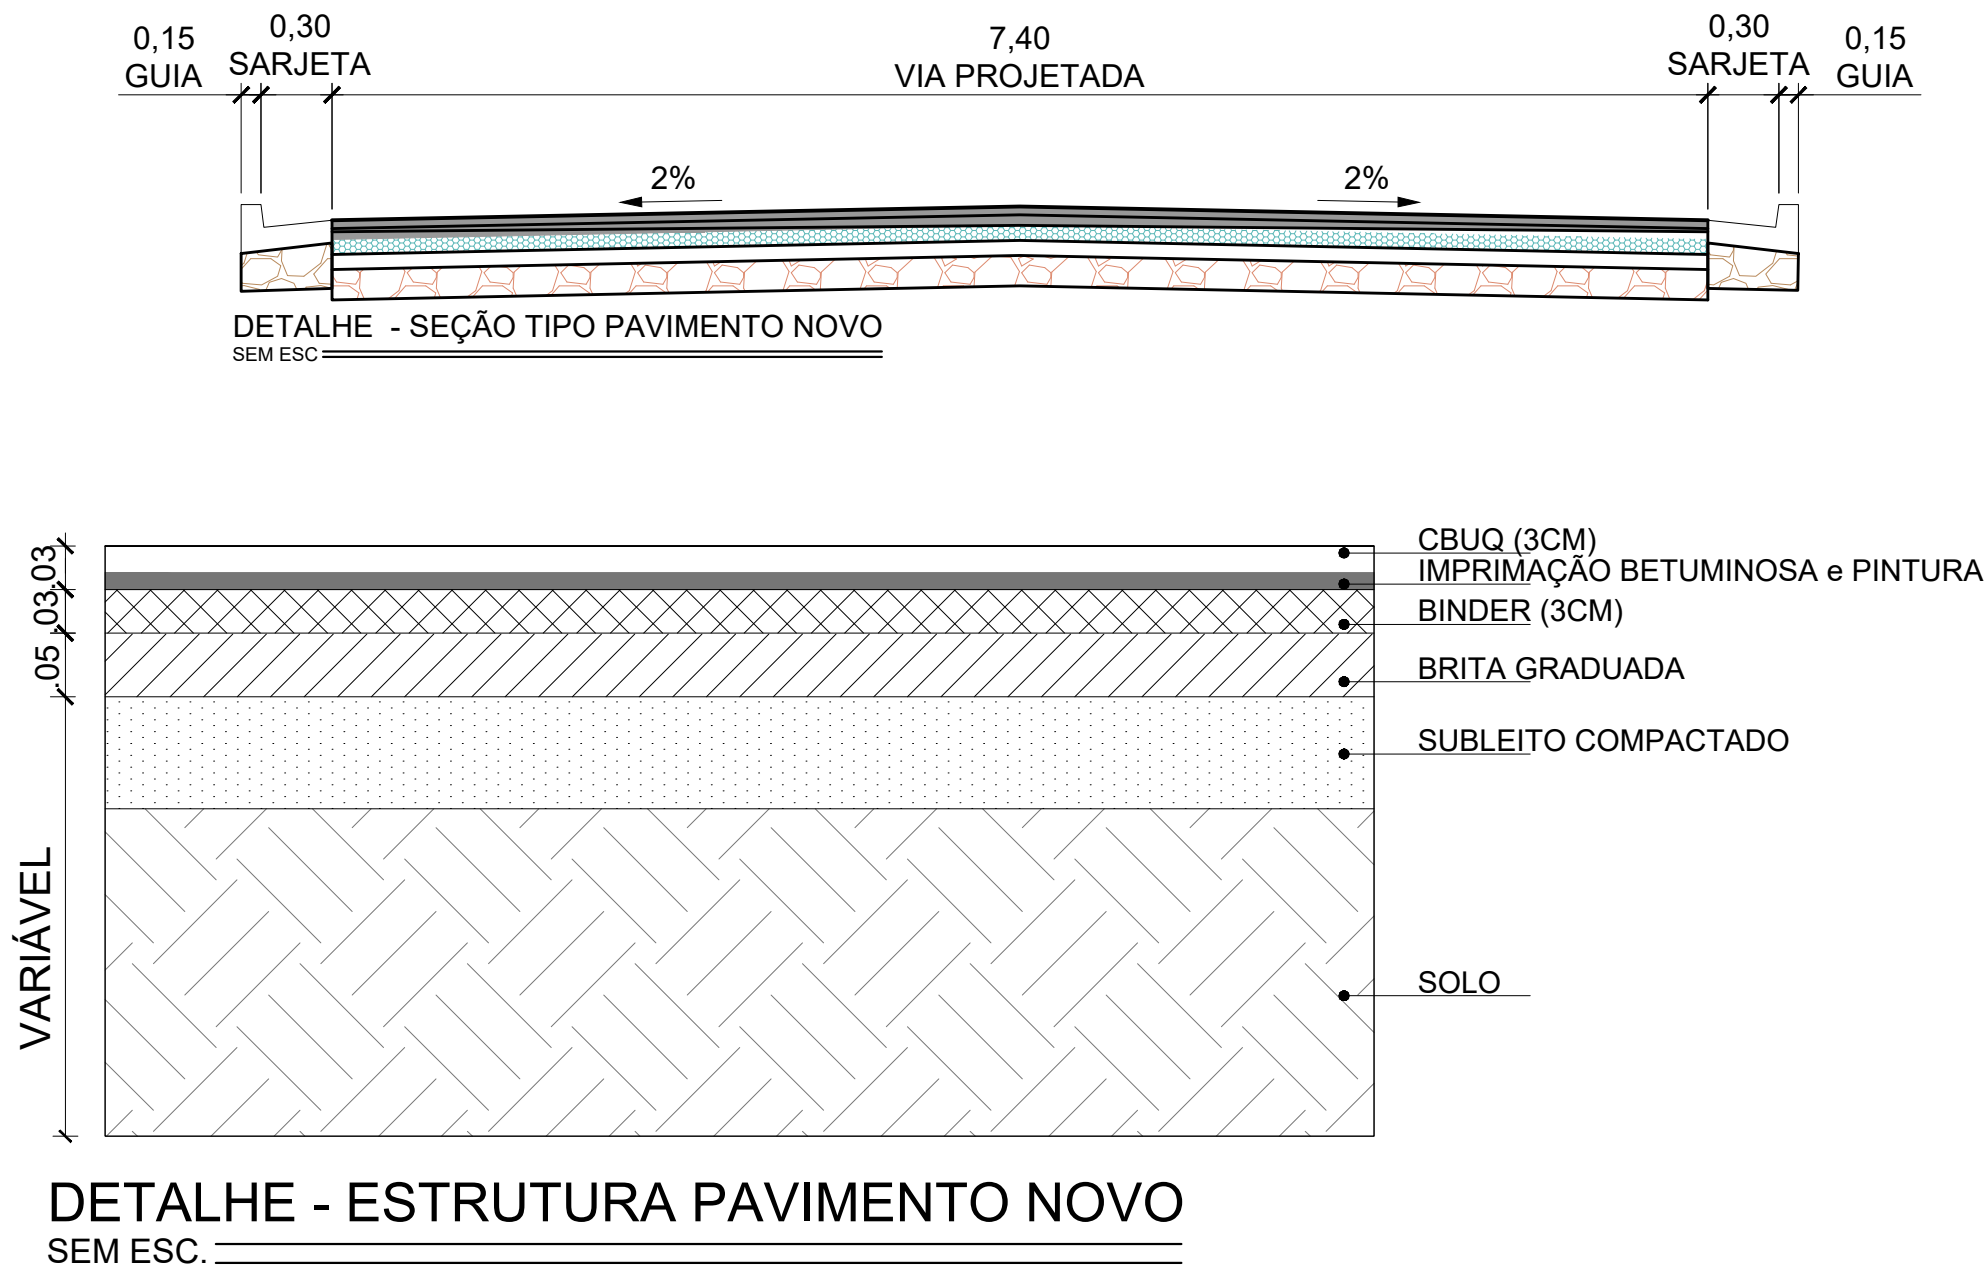 0,15
GUIA
0,30
SARJETA
7,40
VIA PROJETADA
0,30
SARJETA
0,15
GUIA
2%
2%
DETALHE - SEÇÃO TIPO PAVIMENTO NOVO
SEM ESC
.03
.03
.05
VARIÁVEL
CBUQ (3CM)
IMPRIMAÇÃO BETUMINOSA e PINTURA
BINDER (3CM)
BRITA GRADUADA
SUBLEITO COMPACTADO
SOLO
DETALHE - ESTRUTURA PAVIMENTO NOVO
SEM ESC.